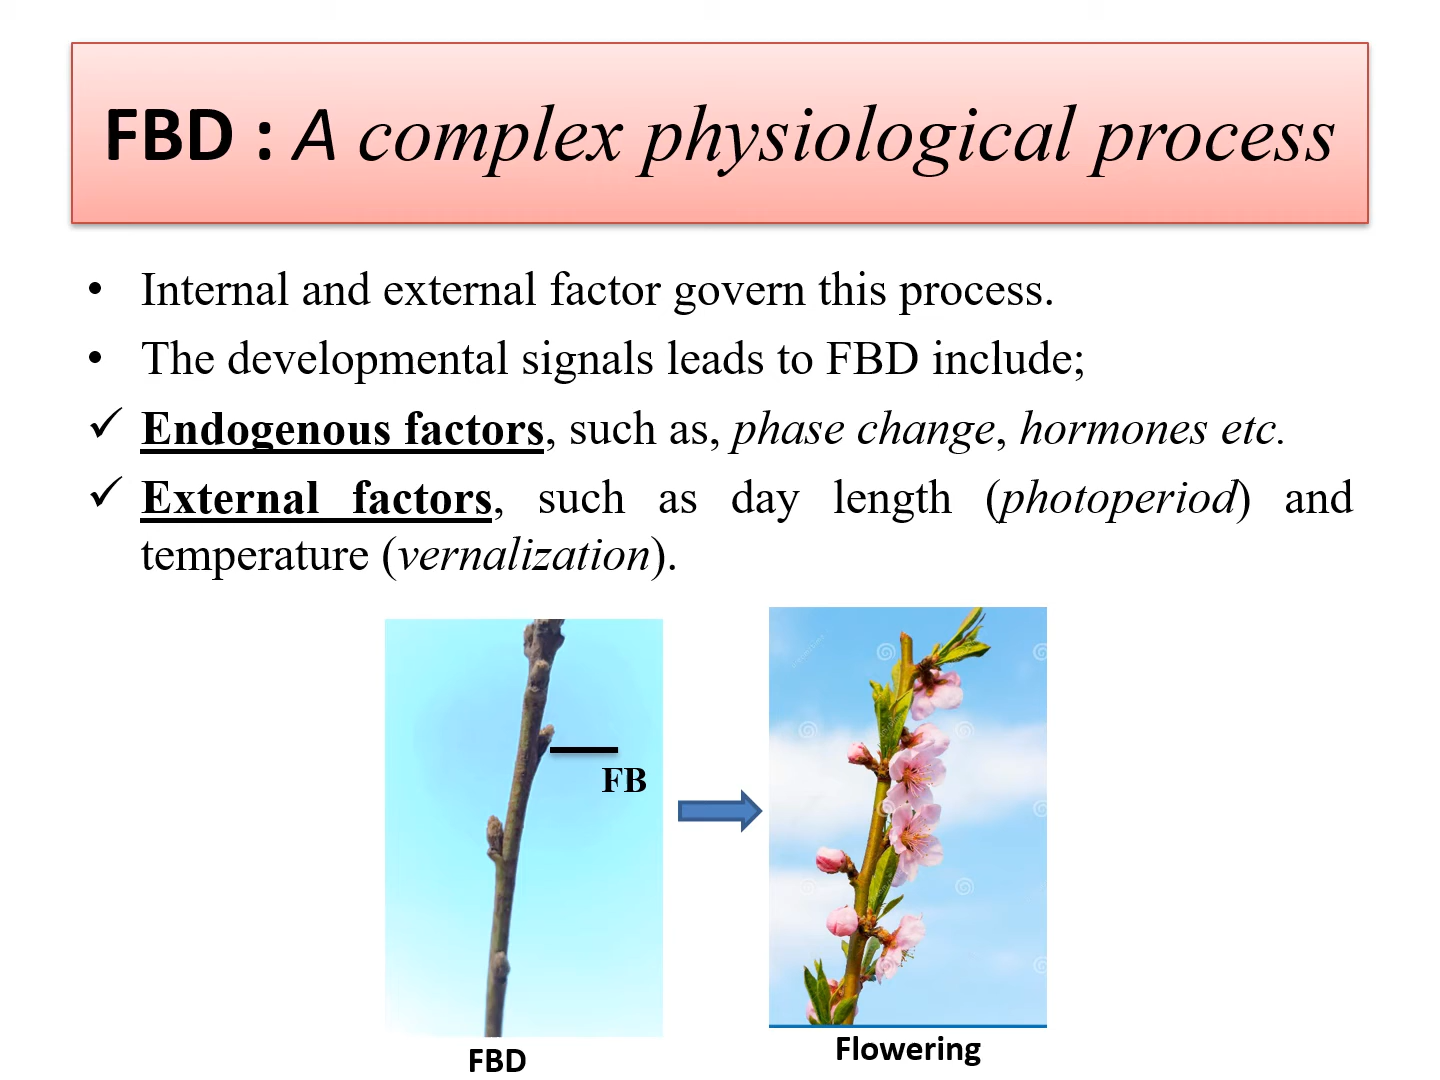 FBD : A complex physiological process
• Internal and external factor govern this process.
• The developmental signals leads to FBD include;
✓ Endogenous factors, such as, phase change, hormones etc.
✓ External factors, such as day length (photoperiod) and
temperature (vernalization).
FB
FBD
Flowering